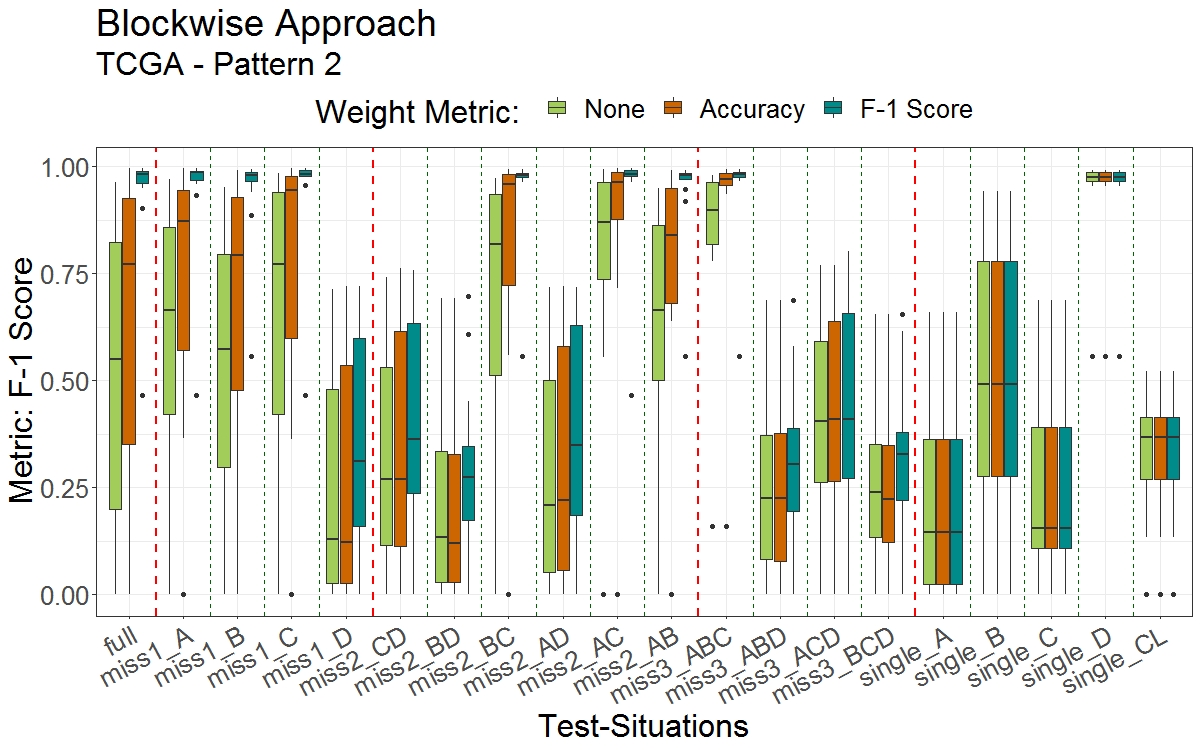 Blockwise Approach
TCGA - Pattern 2
Weight Metric: None Accuracy F-1 Score
Metric: F-1 Score
1.00
0.75
0.50
0.25
0.00
full
miss1_A
miss1_B
miss1_C
miss1_D
miss2_CD
miss2_BD
miss2_BC
miss2_AD
miss2_AC
miss2_AB
miss3_ABC
miss3_ABD
miss3_ACD
miss3_BCD
single_A
single_B
single_C
single_D
single_CL
Test-Situations